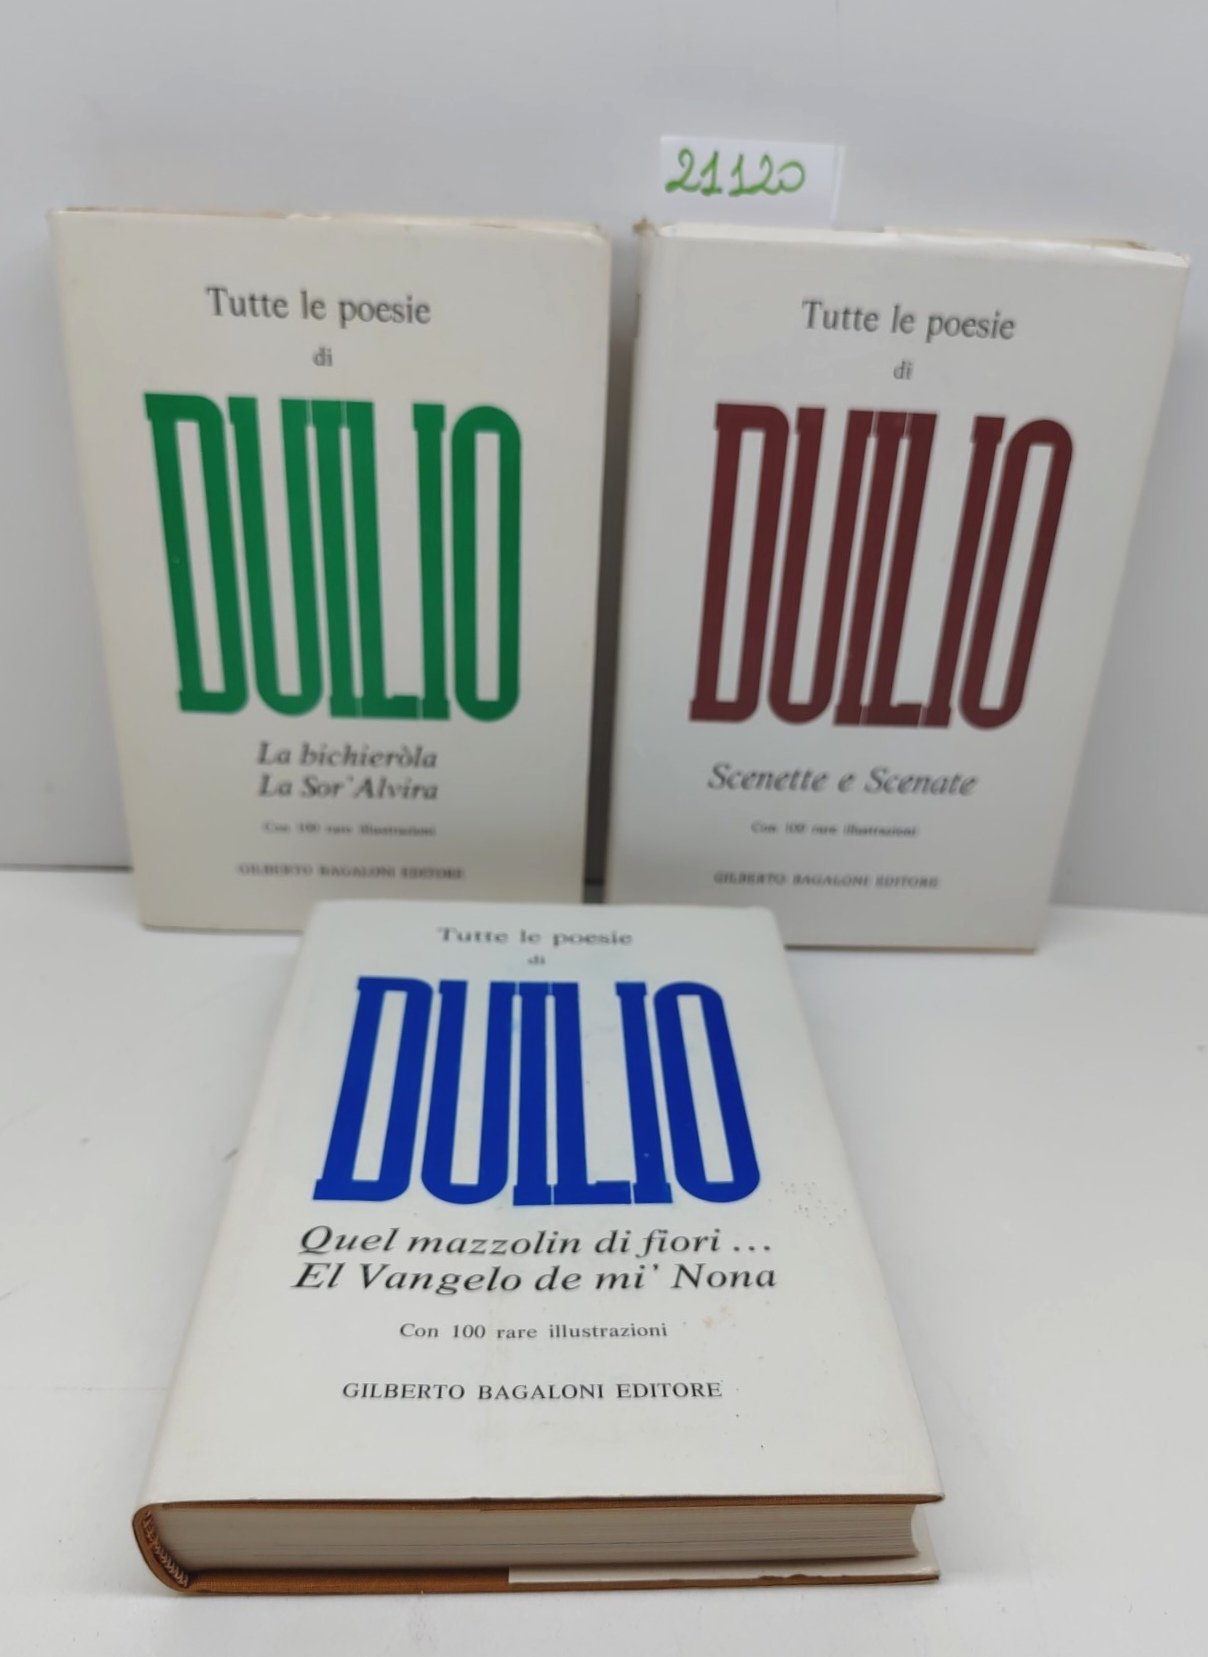 21120
Tutte le poesie
di
DUILIO
La bichieròla
La Sor' Alvira
Con 100 rare illustrazioni
GILBERTO BAGALONI EDITORE
Tutte le poesie
di
DUILIO
Scenette e Scenate
Con 100 rare illustrazioni
GILBERTO BAGALONI EDITORE
Tutte le poesie
di
DUILIO
Quel mazzolin di fiori ...
El Vangelo de mi' Nona
Con 100 rare illustrazioni
GILBERTO BAGALONI EDITORE